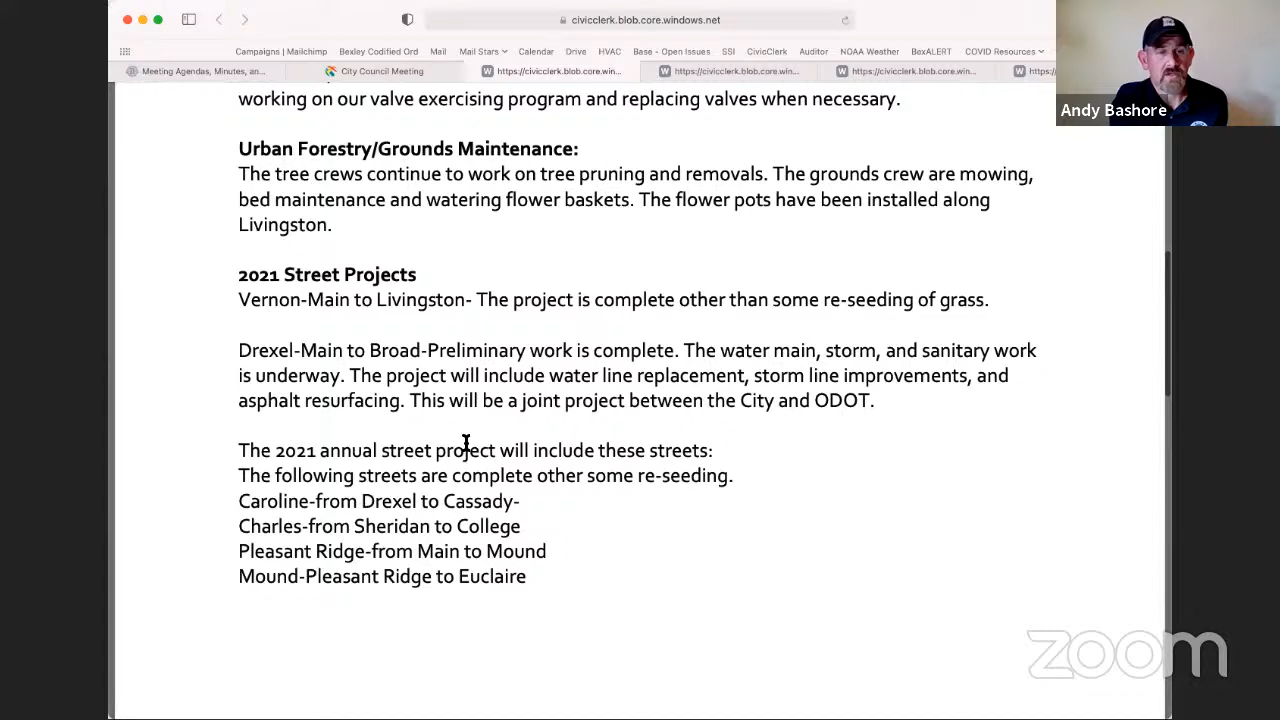 civicclerk.blob.core.windows.net
Campaigns | Mailchimp Bexley Codified Ord Mail Mail Stars Calendar Drive HVAC Base - Open Issues SSI CivicClerk Auditor NOAA Weather BexALERT COVID Resources
Meeting Agendas, Minutes, an... City Council Meeting https://civicclerk.blob.core.win... https://civicclerk.blob.core.win... https://civicclerk.blob.core.win... https:/
Andy Bashore
working on our valve exercising program and replacing valves when necessary.
Urban Forestry/Grounds Maintenance:
The tree crews continue to work on tree pruning and removals. The grounds crew are mowing,
bed maintenance and watering flower baskets. The flower pots have been installed along
Livingston.
2021 Street Projects
Vernon-Main to Livingston- The project is complete other than some re-seeding of grass.
Drexel-Main to Broad-Preliminary work is complete. The water main, storm, and sanitary work
is underway. The project will include water line replacement, storm line improvements, and
asphalt resurfacing. This will be a joint project between the City and ODOT.
The 2021 annual street project will include these streets:
The following streets are complete other some re-seeding.
Caroline-from Drexel to Cassady-
Charles-from Sheridan to College
Pleasant Ridge-from Main to Mound
Mound-Pleasant Ridge to Euclaire
zoom